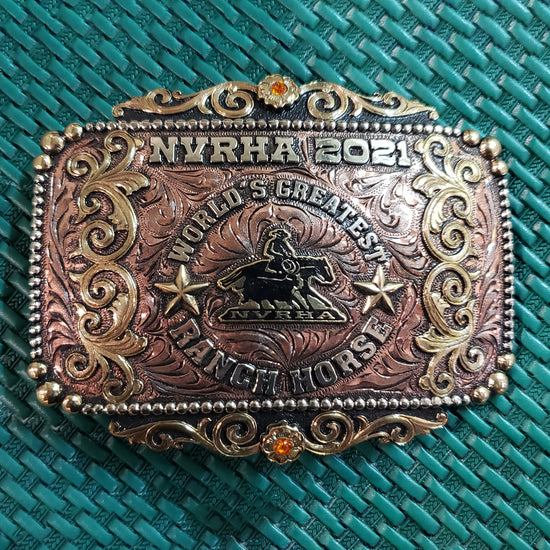 NVRHA 2021
WORLD'S GREATEST
NVRHA
RANCH HORSE